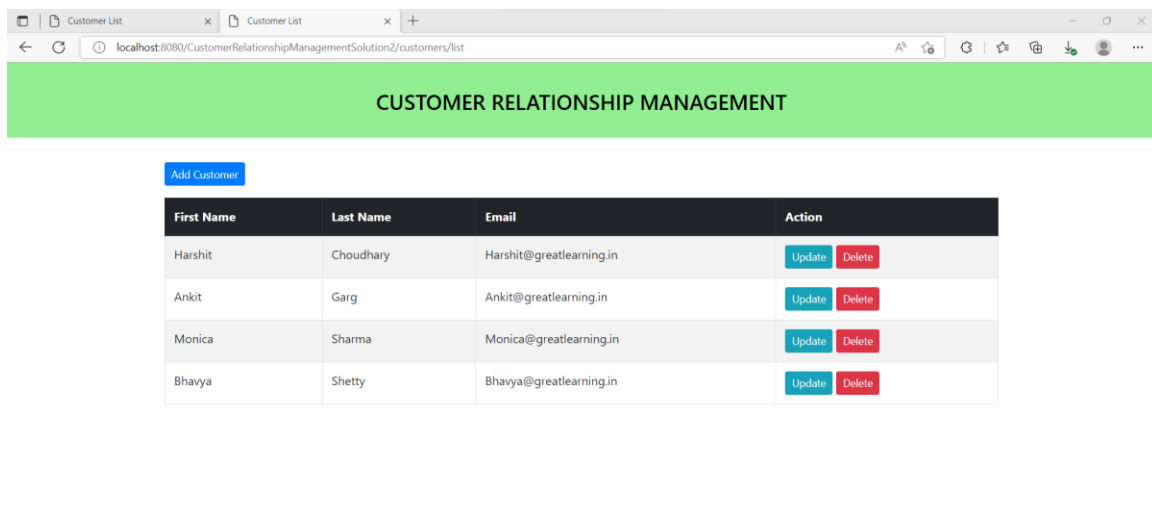 Customer List Customer List
localhost:8080/CustomerRelationshipManagementSolution2/customers/list
CUSTOMER RELATIONSHIP MANAGEMENT
Add Customer
First Name Last Name Email Action
Harshit Choudhary Harshit@greatlearning.in Update Delete
Ankit Garg Ankit@greatlearning.in Update Delete
Monica Sharma Monica@greatlearning.in Update Delete
Bhavya Shetty Bhavya@greatlearning.in Update Delete